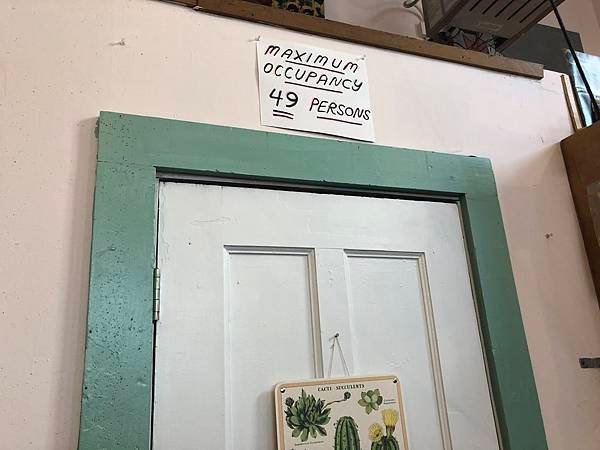 MAXIMUM
OCCUPANCY
49 PERSONS
CACTI SUCCULENTS